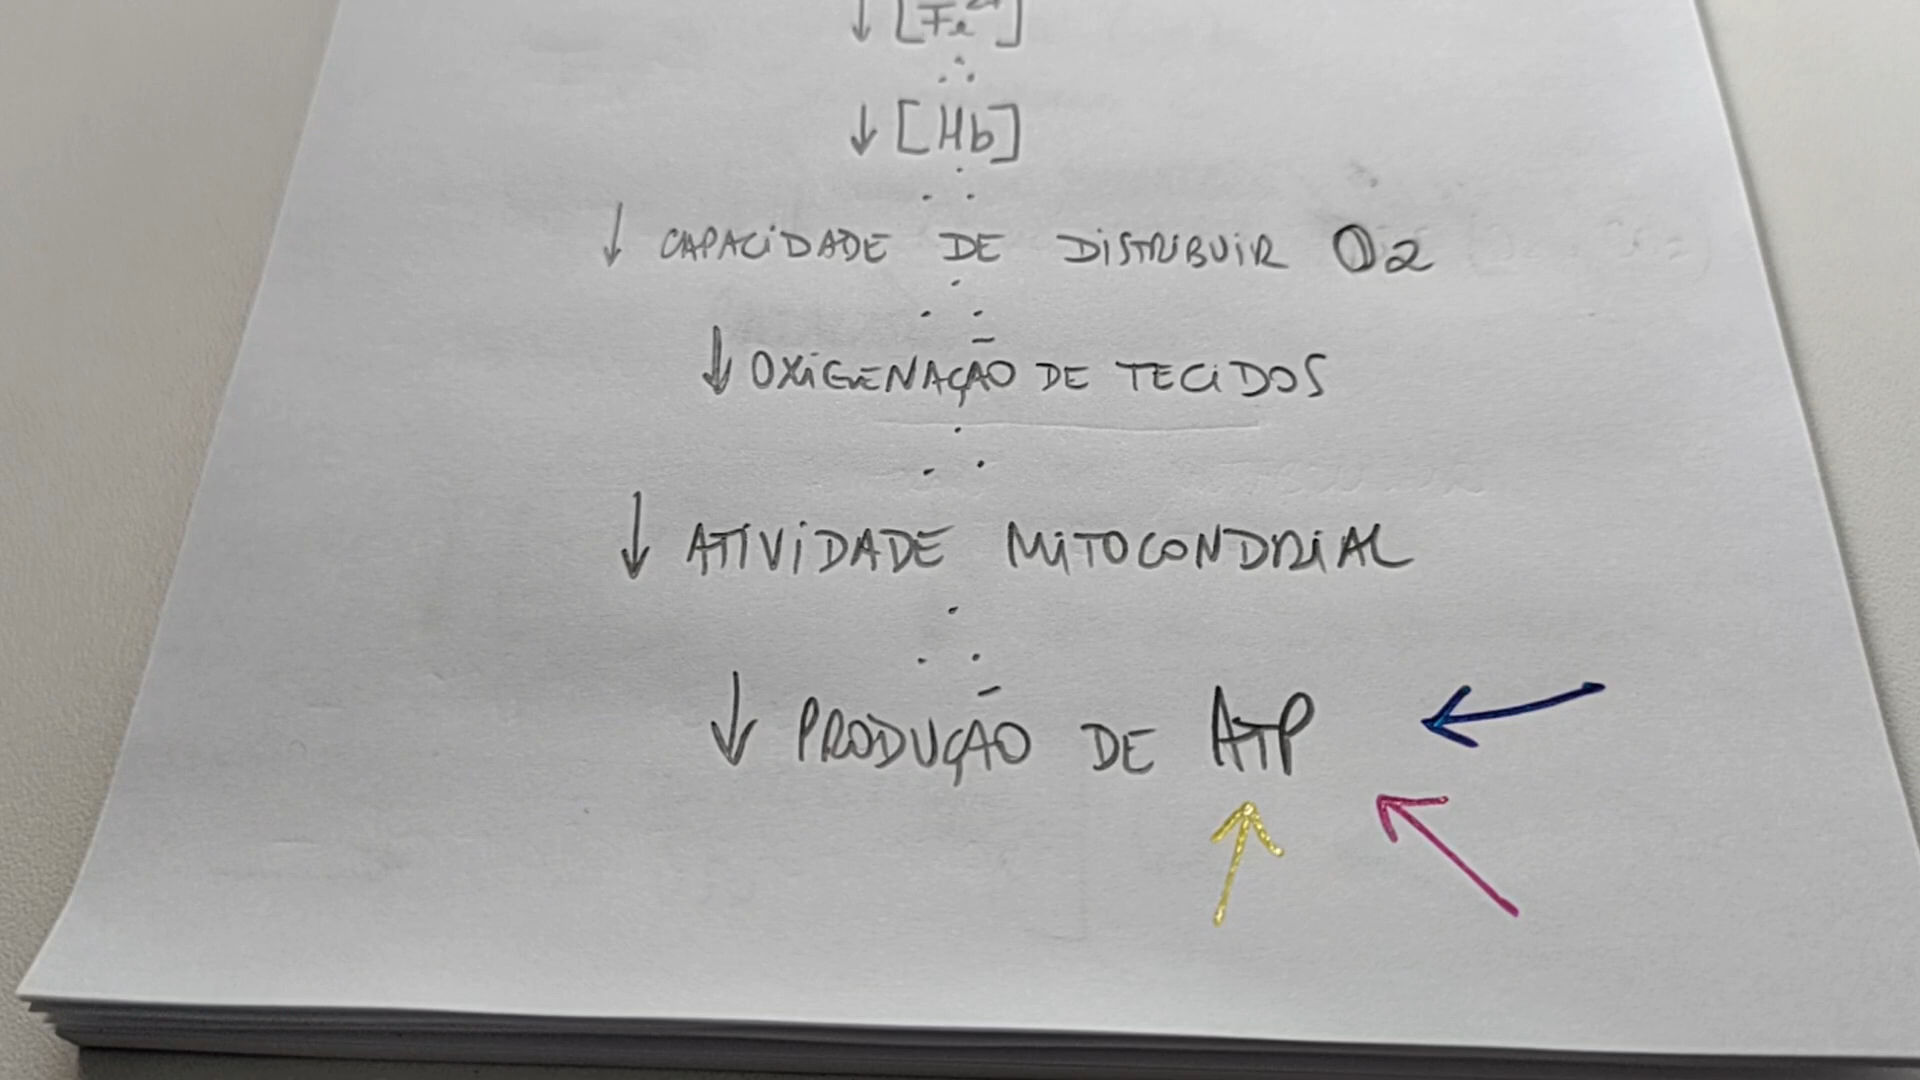 ↓ [Fe²⁺]
∴
↓ [Hb]
∴
↓ CAPACIDADE DE DISTRIBUIR O2
∴
↓ OXIGENAÇÃO DE TECIDOS
∴
↓ ATIVIDADE MITOCONDRIAL
∴
↓ PRODUÇÃO DE ATP